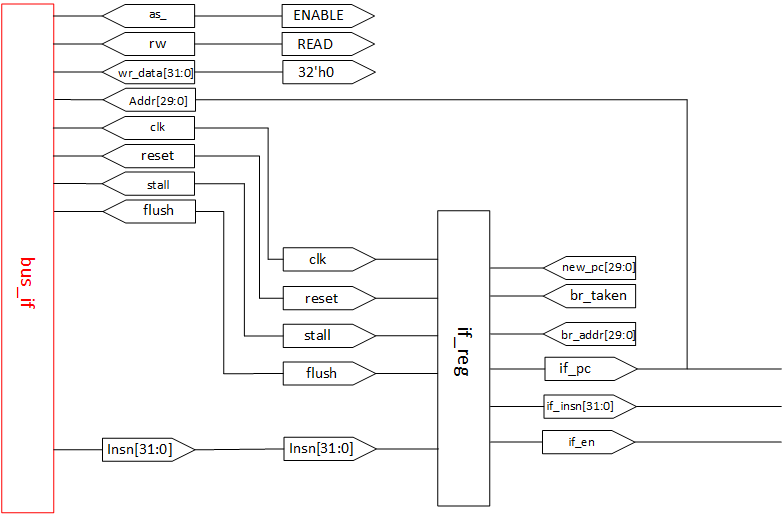 as_
ENABLE
rw
READ
wr_data[31:0]
32'h0
Addr[29:0]
clk
reset
stall
flush
bus_if
clk
reset
stall
flush
if_reg
new_pc[29:0]
br_taken
br_addr[29:0]
if_pc
if_insn[31:0]
if_en
Insn[31:0]
Insn[31:0]